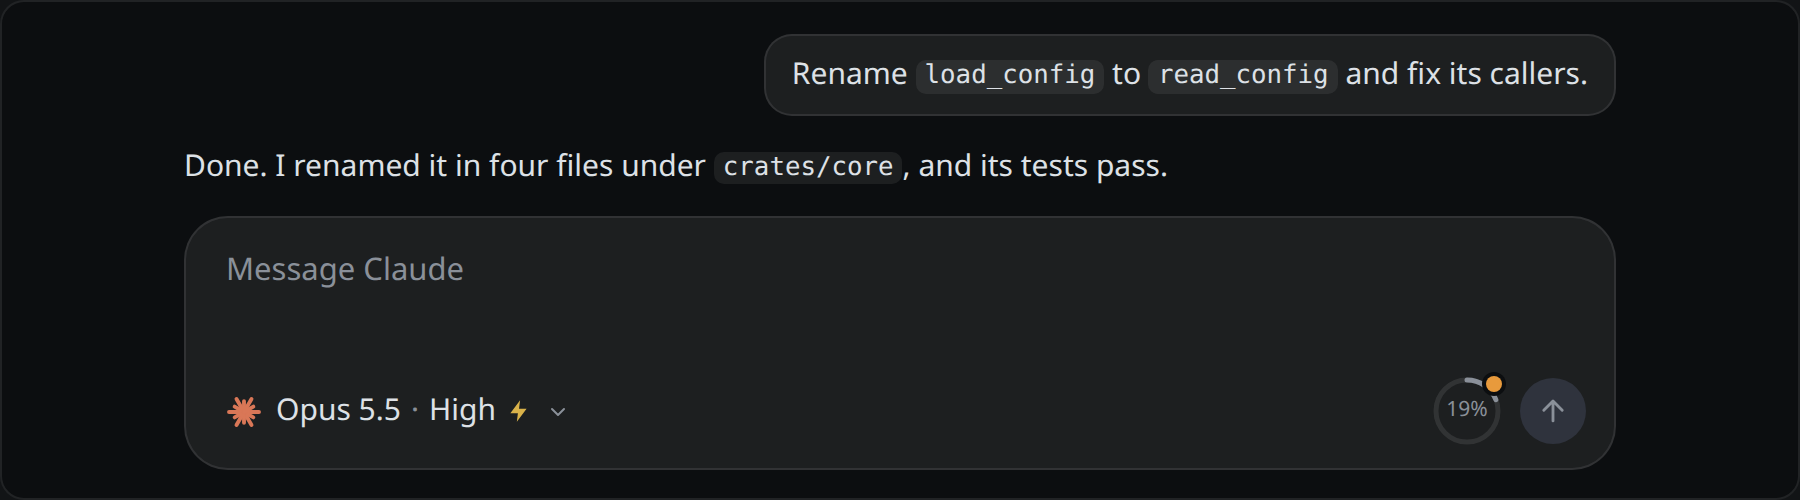 Rename load_config to read_config and fix its callers.
Done. I renamed it in four files under crates/core, and its tests pass.
Message Claude
Opus 5.5 · High
19%